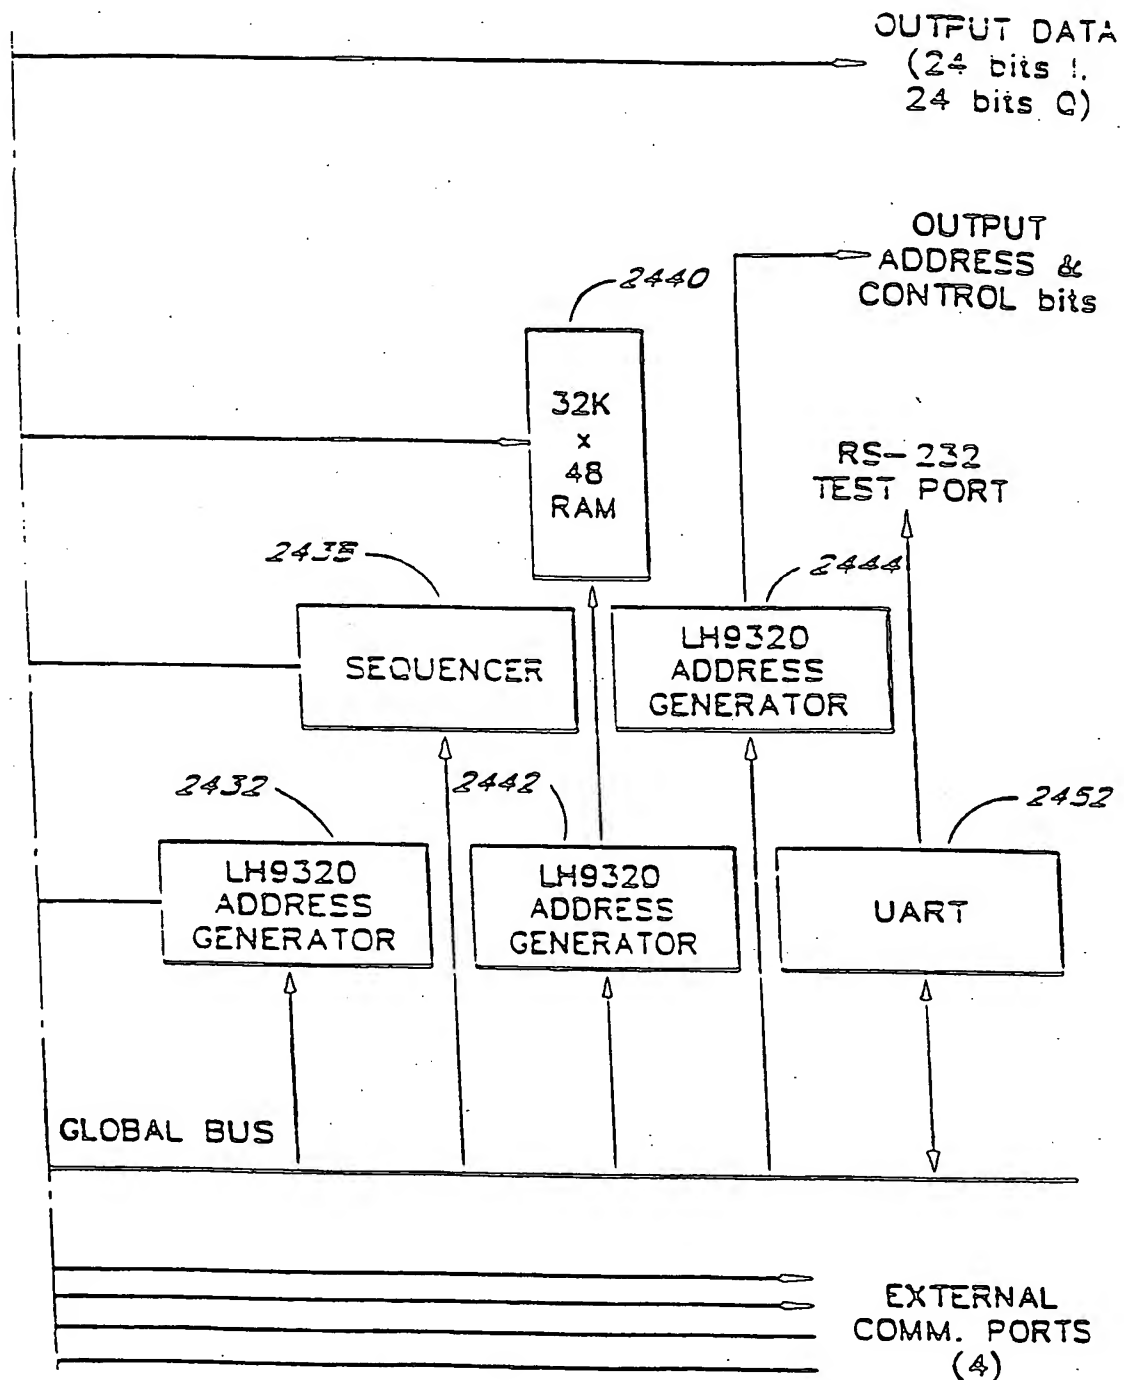 OUTPUT DATA
(24 bits I,
24 bits Q)
OUTPUT
ADDRESS &
CONTROL bits
2440
32K
x
48
RAM
RS-232
TEST PORT
2444
SEQUENCER
LH9320
ADDRESS
GENERATOR
2432
2442
2452
LH9320
ADDRESS
GENERATOR
LH9320
ADDRESS
GENERATOR
UART
GLOBAL BUS
EXTERNAL
COMM. PORTS
(4)